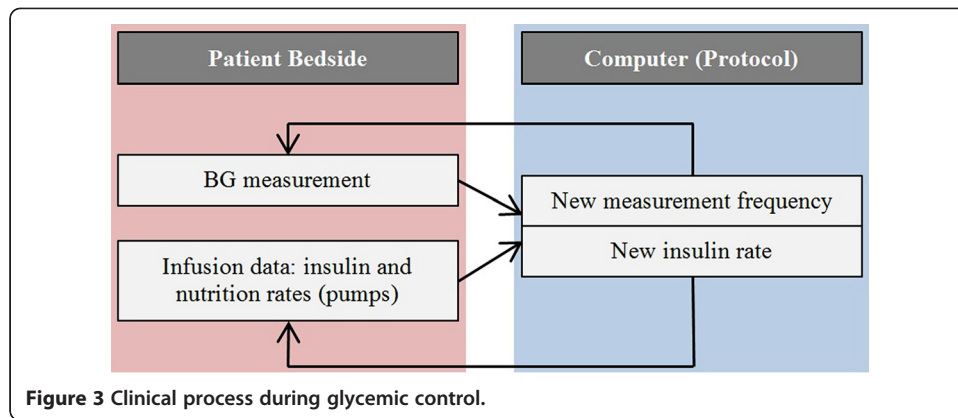 Patient Bedside
Computer (Protocol)
BG measurement
New measurement frequency
New insulin rate
Infusion data: insulin and
nutrition rates (pumps)
Figure 3 Clinical process during glycemic control.